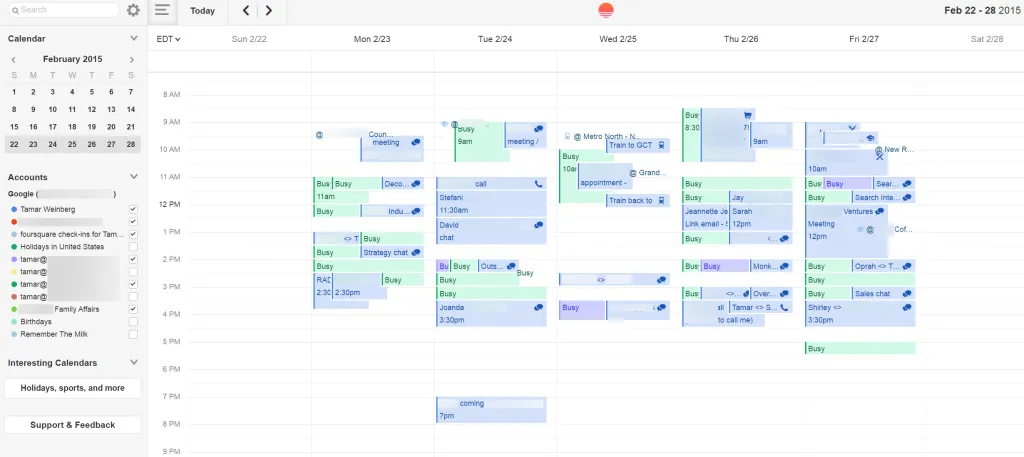 Search
Today
Feb 22 - 28 2015
Calendar
EDT
Sun 2/22
Mon 2/23
Tue 2/24
Wed 2/25
Thu 2/26
Fri 2/27
Sat 2/28
February 2015
S M T W T F S
1 2 3 4 5 6 7
8 9 10 11 12 13 14
15 16 17 18 19 20 21
22 23 24 25 26 27 28
Accounts
Google ( )
Tamar Weinberg
foursquare check-ins for Tam...
Holidays in United States
tamar@
tamar@
tamar@
tamar@
Family Affairs
Birthdays
Remember The Milk
Interesting Calendars
Holidays, sports, and more
Support & Feedback
8 AM
9 AM
10 AM
11 AM
12 PM
1 PM
2 PM
3 PM
4 PM
5 PM
6 PM
7 PM
8 PM
9 PM
@ Coun...
meeting
Bus
Busy
Deco...
11am
Busy
Indu...
<> T
Busy
Busy
Strategy chat
Busy
Busy
2:30
2:30pm
@
Busy
9am
meeting /
call
Stefani
11:30am
David
chat
Bu
Busy
Outs...
Busy
Busy
Busy
Joanda
3:30pm
coming
7pm
@ Metro North - N...
Train to GCT
Busy
10am
@ Grand...
appointment -
Train back to
<>
Busy
Busy
8:30
9am
Busy
Busy
Jay
Jeannette Je
Sarah
Link email - 
12pm
Busy
Busy
Busy
Monk...
Busy
<>...
Over...
all
Tamar <> S...
to call me)
@ New R...
10am
Busy
Bus
Busy
Sear...
Busy
Search Inte...
Ventures
Meeting
@ Cof...
12pm
Busy
Oprah <> T...
Busy
Sales chat
Shirley <>
3:30pm
Busy